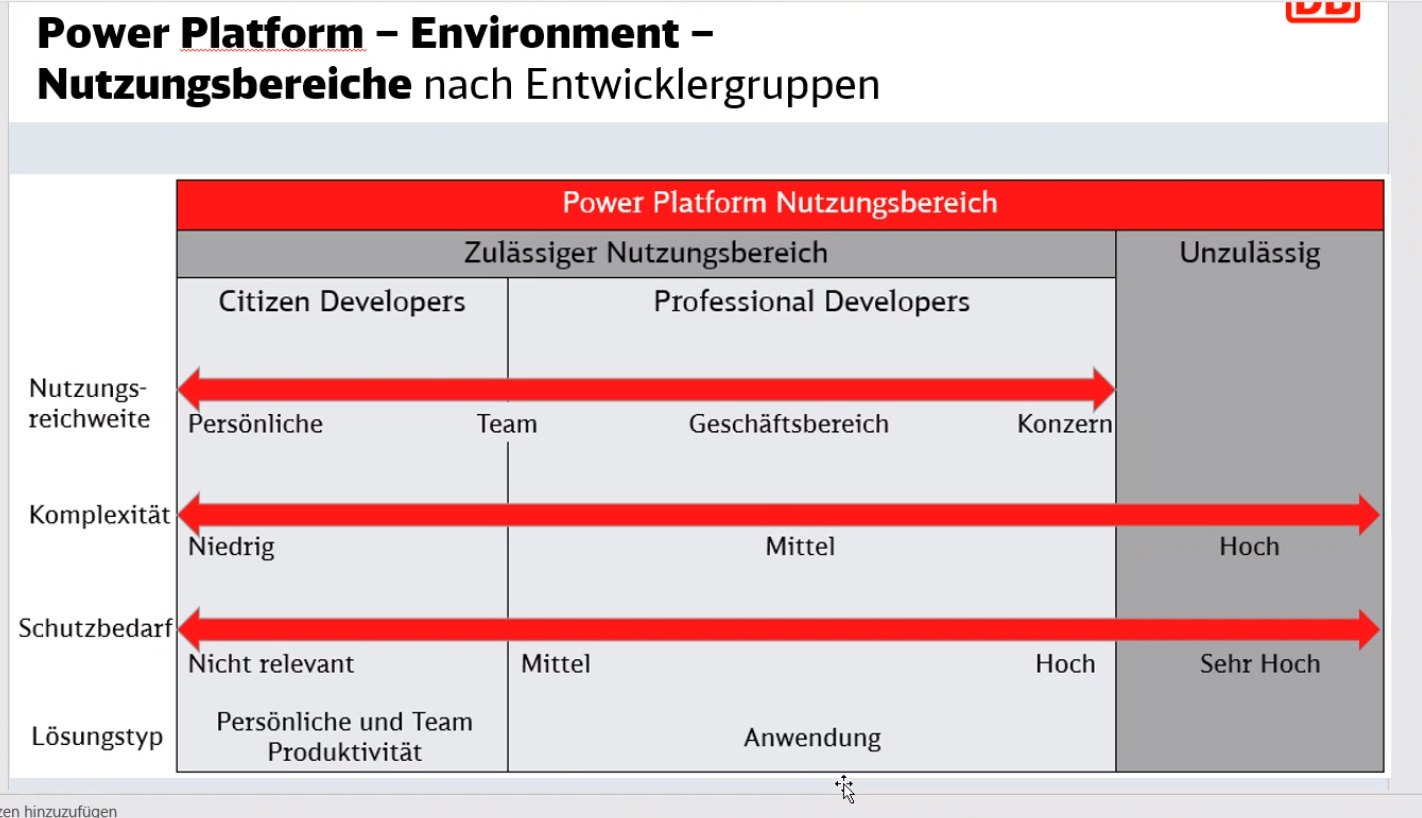 DB
Power Platform – Environment –
Nutzungsbereiche nach Entwicklergruppen
Power Platform Nutzungsbereich
Zulässiger Nutzungsbereich
Unzulässig
Citizen Developers
Professional Developers
Nutzungs-
reichweite
Persönliche
Team
Geschäftsbereich
Konzern
Komplexität
Niedrig
Mittel
Hoch
Schutzbedarf
Nicht relevant
Mittel
Hoch
Sehr Hoch
Lösungstyp
Persönliche und Team
Produktivität
Anwendung
zen hinzuzufügen